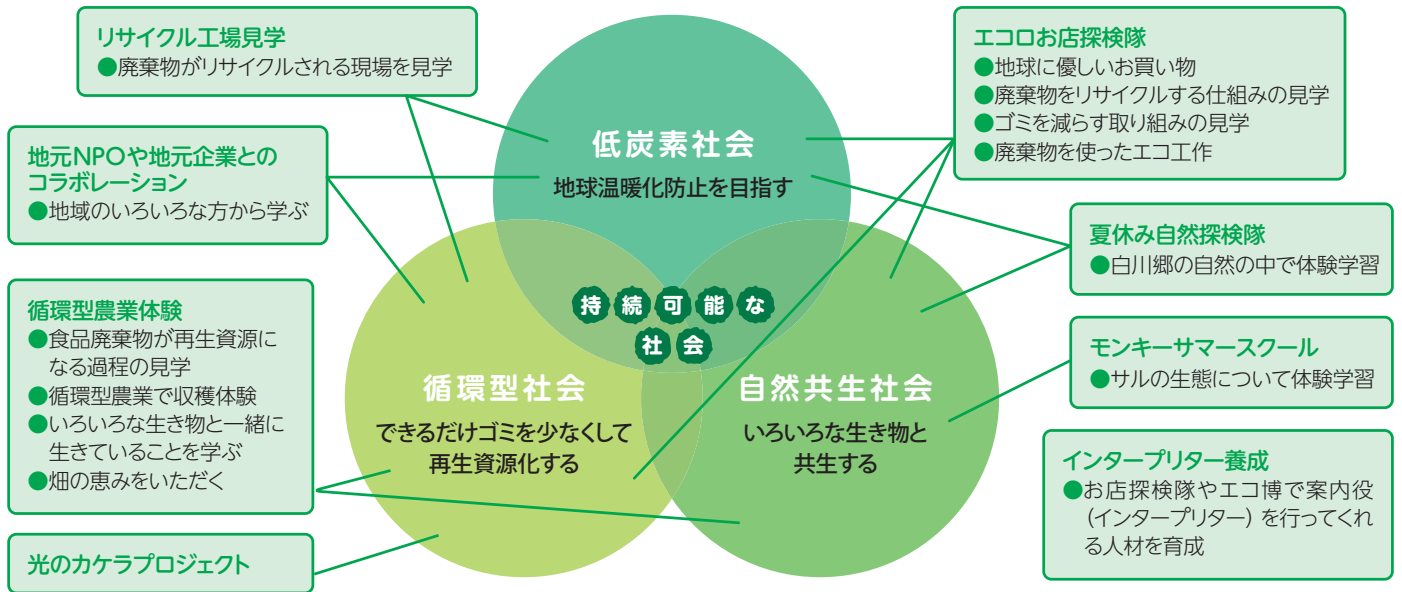 リサイクル工場見学
●廃棄物がリサイクルされる現場を見学
地元NPOや地元企業との
コラボレーション
●地域のいろいろな方から学ぶ
循環型農業体験
●食品廃棄物が再生資源に
なる過程の見学
●循環型農業で収穫体験
●いろいろな生き物と一緒に
生きていることを学ぶ
●畑の恵みをいただく
光のカケラプロジェクト
低炭素社会
地球温暖化防止を目指す
持続可能な
社会
循環型社会
できるだけゴミを少なくして
再生資源化する
自然共生社会
いろいろな生き物と
共生する
エコロお店探検隊
●地球に優しいお買い物
●廃棄物をリサイクルする仕組みの見学
●ゴミを減らす取り組みの見学
●廃棄物を使ったエコ工作
夏休み自然探検隊
●白川郷の自然の中で体験学習
モンキーサマースクール
●サルの生態について体験学習
インタープリター養成
●お店探検隊やエコ博で案内役
（インタープリター）を行ってくれ
る人材を育成